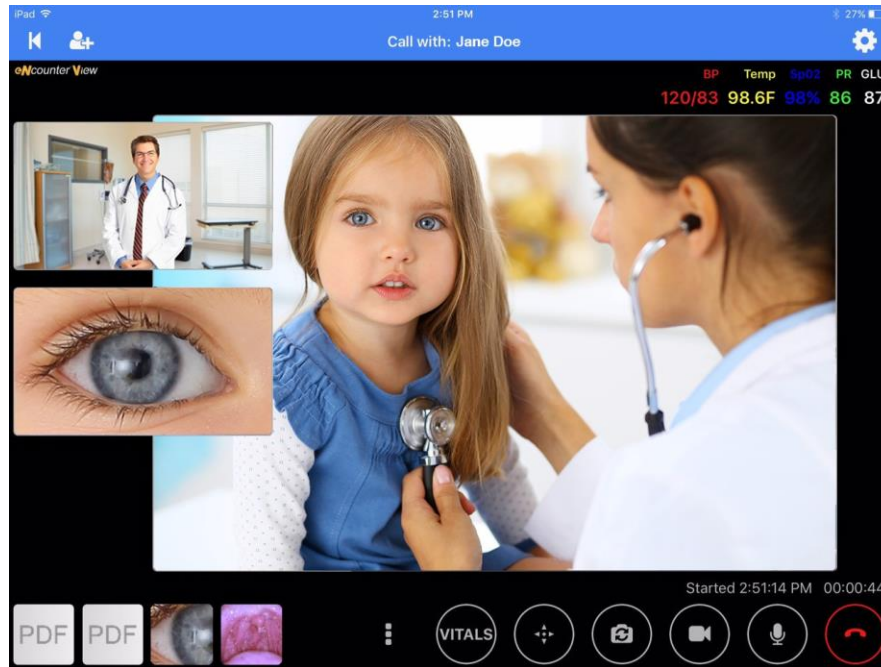 iPad
2:51 PM
27%
Call with: Jane Doe
eNcounter View
BP Temp SpO2 PR GLU
120/83 98.6F 98% 86 87
Started 2:51:14 PM 00:00:44
PDF PDF
VITALS